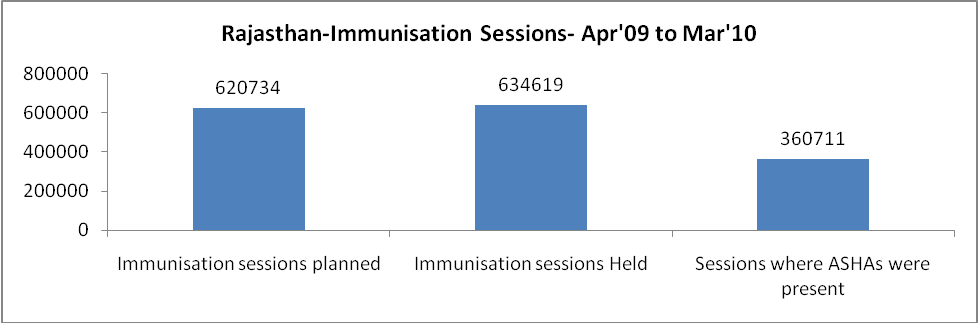 Rajasthan-Immunisation Sessions- Apr'09 to Mar'10
800000
600000
400000
200000
0
620734
634619
360711
Immunisation sessions planned
Immunisation sessions Held
Sessions where ASHAs were
present